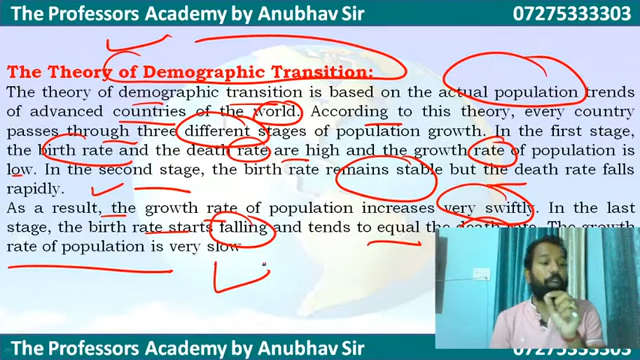 The Professors Academy by Anubhav Sir 07275333303
The Theory of Demographic Transition:
The theory of demographic transition is based on the actual population trends
of advanced countries of the world. According to this theory, every country
passes through three different stages of population growth. In the first stage,
the birth rate and the death rate are high and the growth rate of population is
low. In the second stage, the birth rate remains stable but the death rate falls
rapidly.
As a result, the growth rate of population increases very swiftly. In the last
stage, the birth rate starts falling and tends to equal the death rate. The growth
rate of population is very slow
The Professors Academy by Anubhav Sir 07275333303